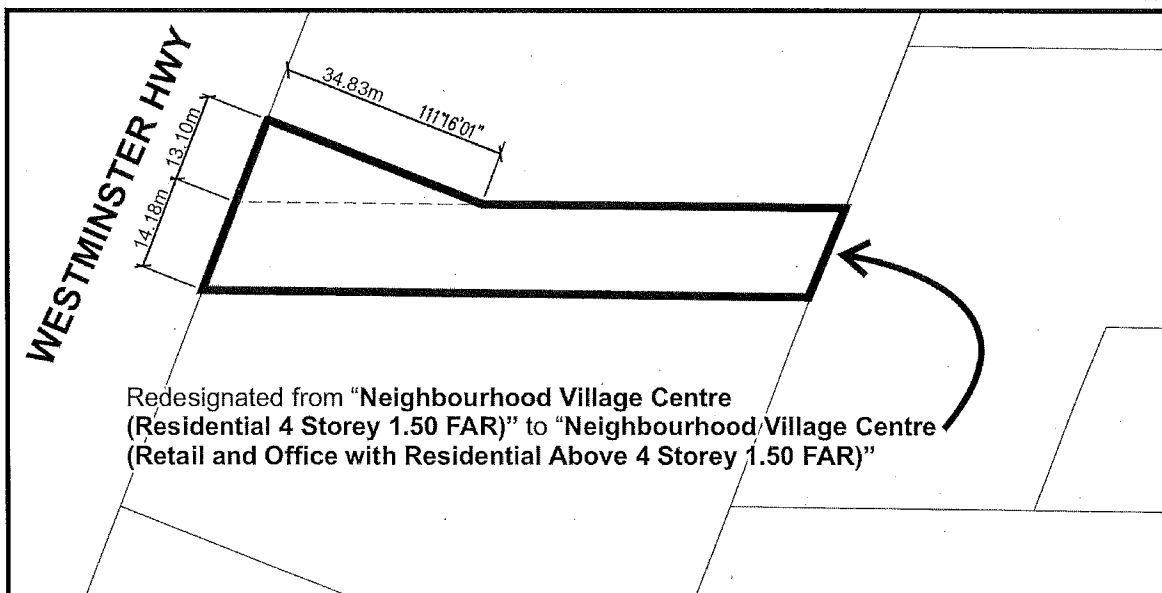 WESTMINSTER HWY
34.83m
111°16'01"
13.10m
14.18m
Redesignated from “Neighbourhood Village Centre
(Residential 4 Storey 1.50 FAR)” to “Neighbourhood Village Centre
(Retail and Office with Residential Above 4 Storey 1.50 FAR)”